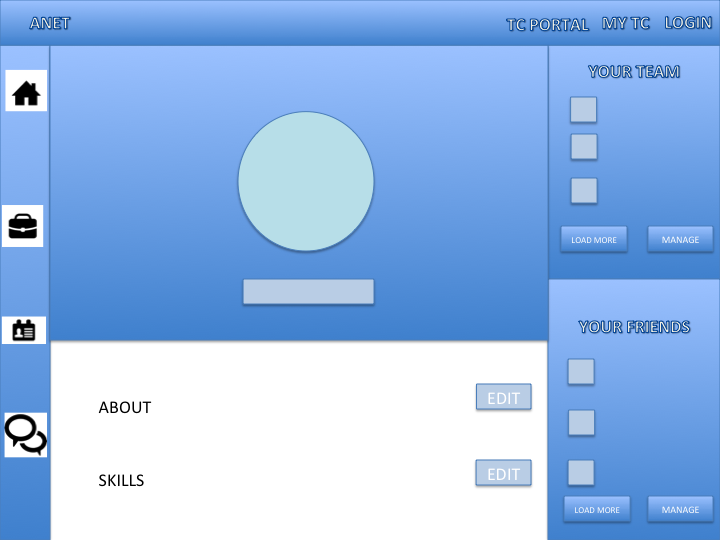 ANET
TC PORTAL MY TC LOGIN
YOUR TEAM
LOAD MORE MANAGE
YOUR FRIENDS
ABOUT EDIT
SKILLS EDIT
LOAD MORE MANAGE